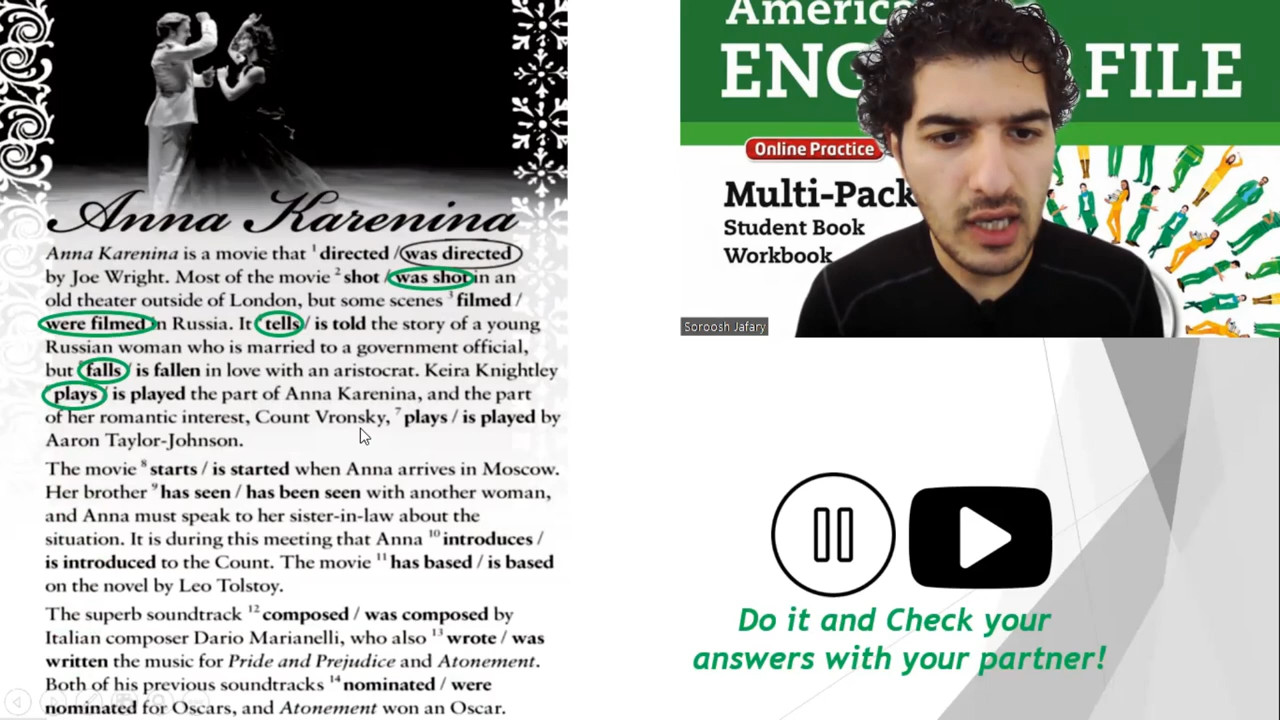 Anna Karenina
Anna Karenina is a movie that ¹ directed / was directed
by Joe Wright. Most of the movie ² shot / was shot in an
old theater outside of London, but some scenes ³ filmed /
were filmed in Russia. It tells / is told the story of a young
Russian woman who is married to a government official,
but falls / is fallen in love with an aristocrat. Keira Knightley
plays / is played the part of Anna Karenina, and the part
of her romantic interest, Count Vronsky, ⁷ plays / is played by
Aaron Taylor-Johnson.
The movie ⁸ starts / is started when Anna arrives in Moscow.
Her brother ⁹ has seen / has been seen with another woman,
and Anna must speak to her sister-in-law about the
situation. It is during this meeting that Anna ¹⁰ introduces /
is introduced to the Count. The movie ¹¹ has based / is based
on the novel by Leo Tolstoy.
The superb soundtrack ¹² composed / was composed by
Italian composer Dario Marianelli, who also ¹³ wrote / was
written the music for Pride and Prejudice and Atonement.
Both of his previous soundtracks ¹⁴ nominated / were
nominated for Oscars, and Atonement won an Oscar.
America
ENG FILE
Online Practice
Multi-Pack
Student Book
Workbook
Soroosh Jafary
Do it and Check your
answers with your partner!